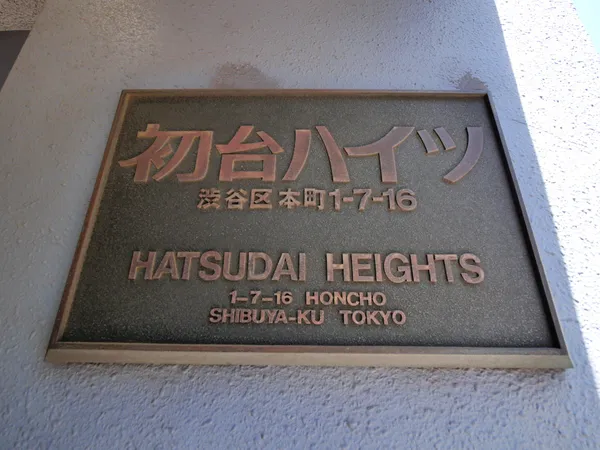 初台ハイツ
渋谷区本町1-7-16
HATSUDAI HEIGHTS
1-7-16 HONCHO
SHIBUYA-KU TOKYO